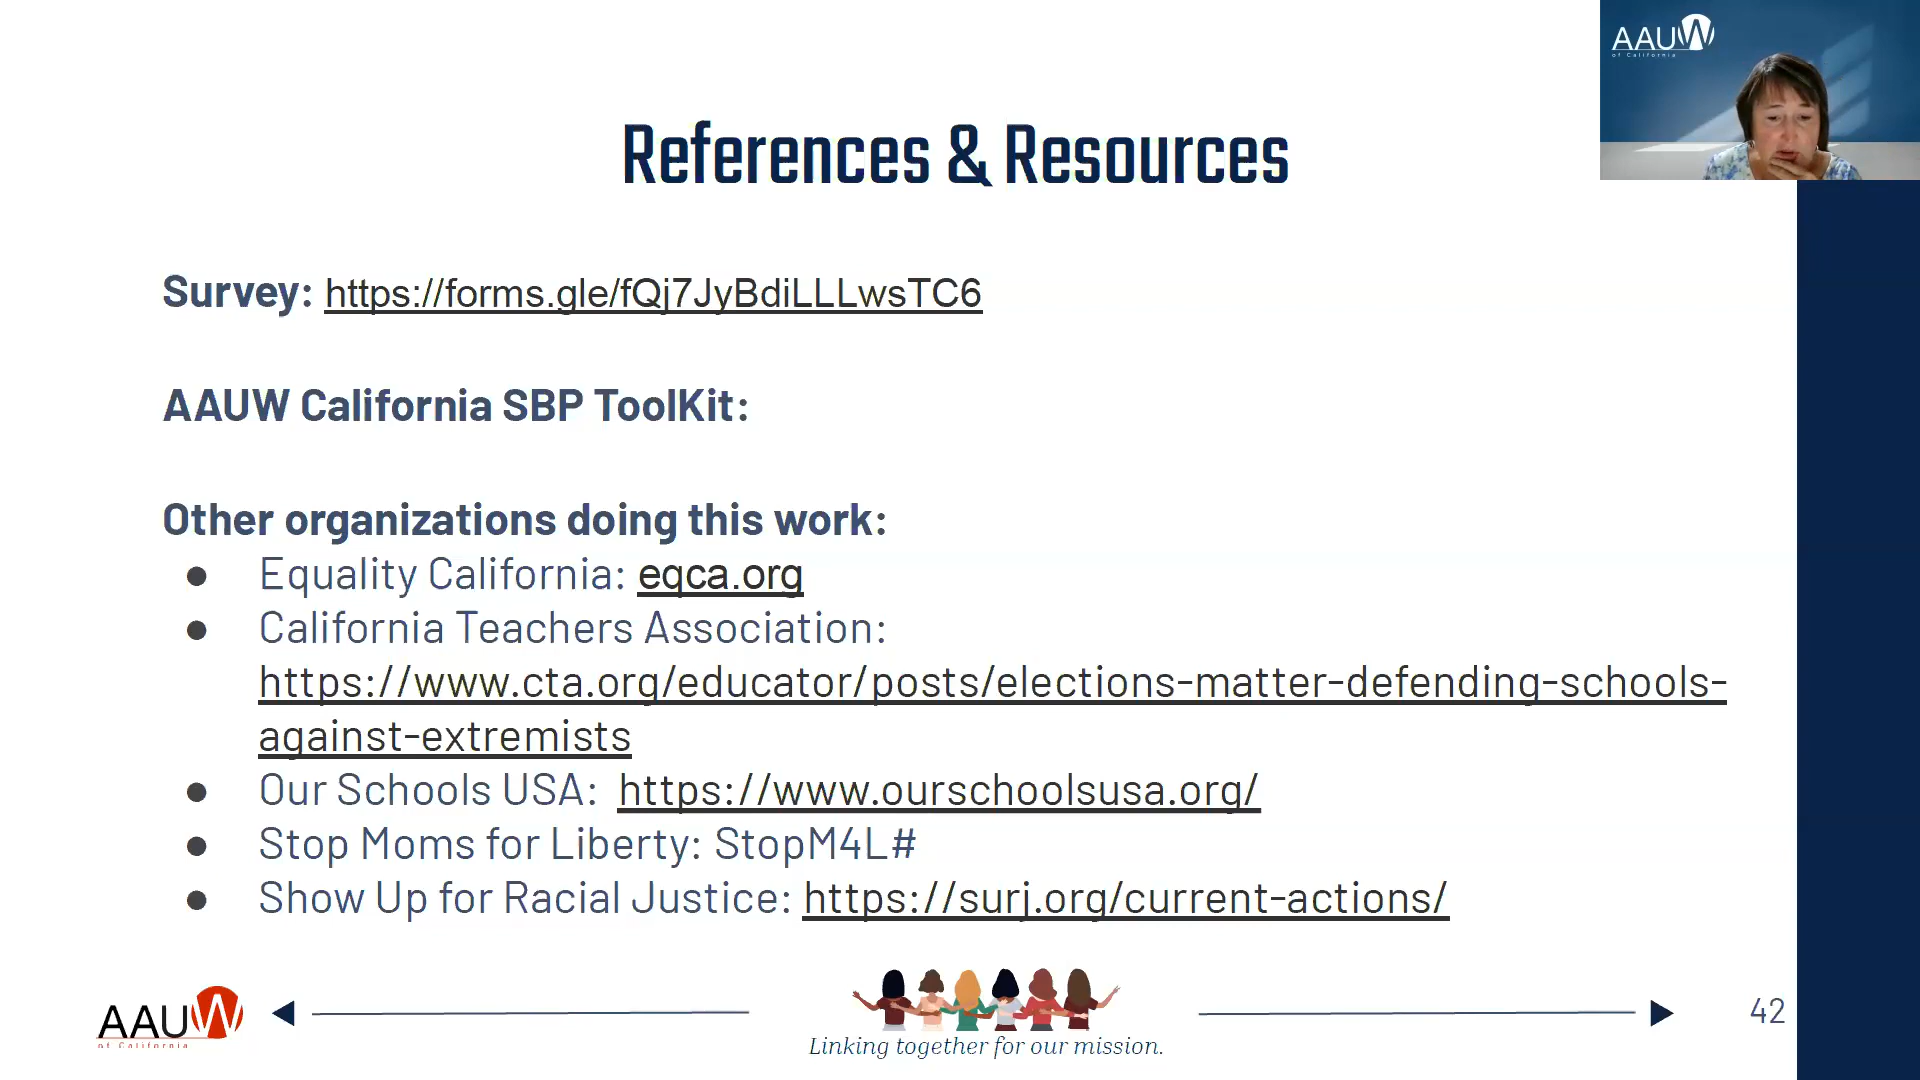 AAUW
of California
References & Resources
Survey: https://forms.gle/fQj7JyBdiLLLwsTC6
AAUW California SBP ToolKit:
Other organizations doing this work:
● Equality California: eqca.org
● California Teachers Association:
https://www.cta.org/educator/posts/elections-matter-defending-schools-
against-extremists
● Our Schools USA: https://www.ourschoolsusa.org/
● Stop Moms for Liberty: StopM4L#
● Show Up for Racial Justice: https://surj.org/current-actions/
AAUW
of California
Linking together for our mission.
42